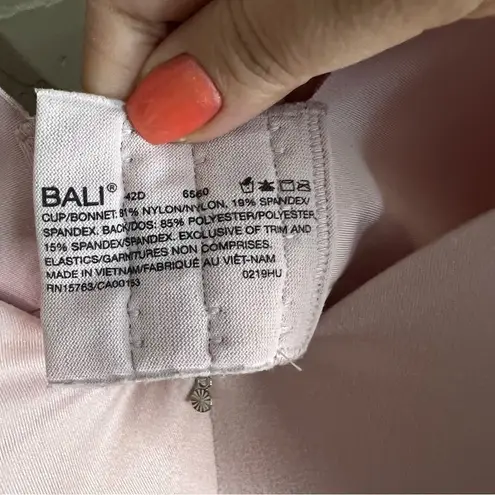 BALI® 42D 6560
CUP/BONNET: 81% NYLON/NYLON, 19% SPANDEX/
SPANDEX. BACK/DOS: 85% POLYESTER/POLYESTER,
15% SPANDEX/SPANDEX. EXCLUSIVE OF TRIM AND
ELASTICS/GARNITURES NON COMPRISES.
MADE IN VIETNAM/FABRIQUÉ AU VIÊT-NAM
RN15763/CA00153 0219HU